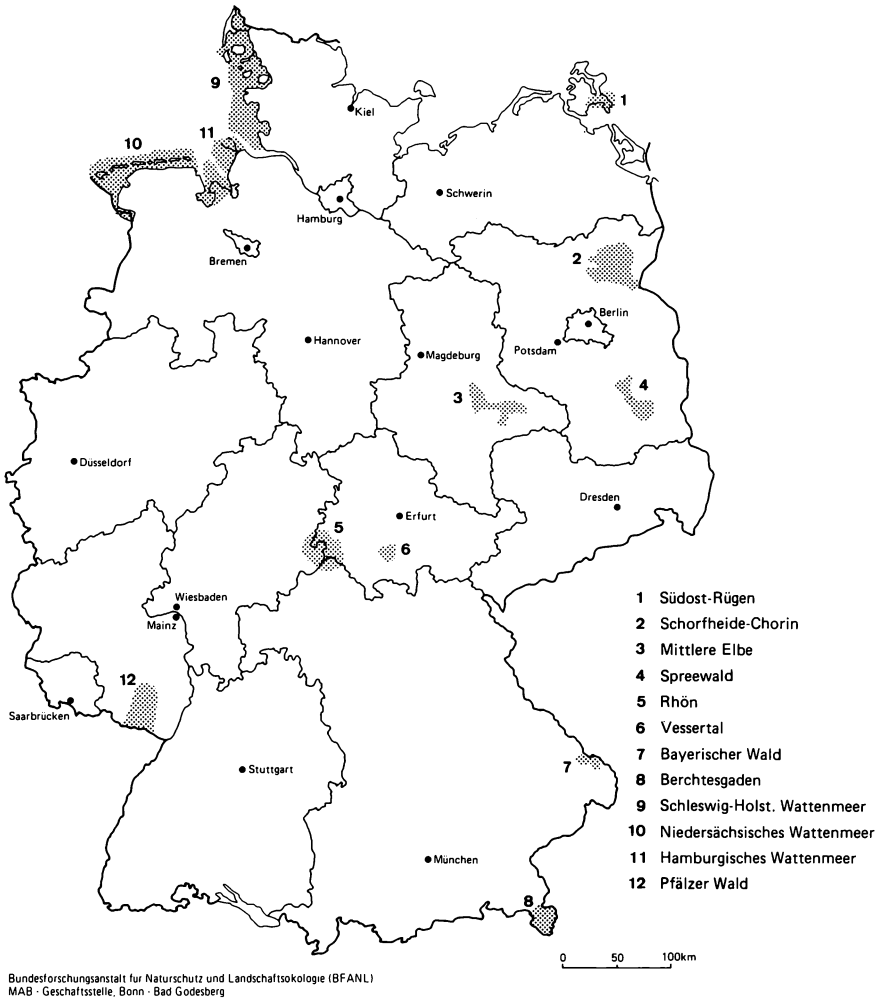 9
1
Kiel
10
11
Schwerin
Hamburg
Bremen
2
Berlin
Hannover
Potsdam
Magdeburg
3
4
Düsseldorf
Dresden
Erfurt
5
6
Wiesbaden
Mainz
12
Saarbrücken
Stuttgart
7
München
8
1 Südost-Rügen
2 Schorfheide-Chorin
3 Mittlere Elbe
4 Spreewald
5 Rhön
6 Vessertal
7 Bayerischer Wald
8 Berchtesgaden
9 Schleswig-Holst. Wattenmeer
10 Niedersächsisches Wattenmeer
11 Hamburgisches Wattenmeer
12 Pfälzer Wald
0 50 100km
Bundesforschungsanstalt fur Naturschutz und Landschaftsokologie (BFANL)
MAB - Geschaftsstelle, Bonn - Bad Godesberg